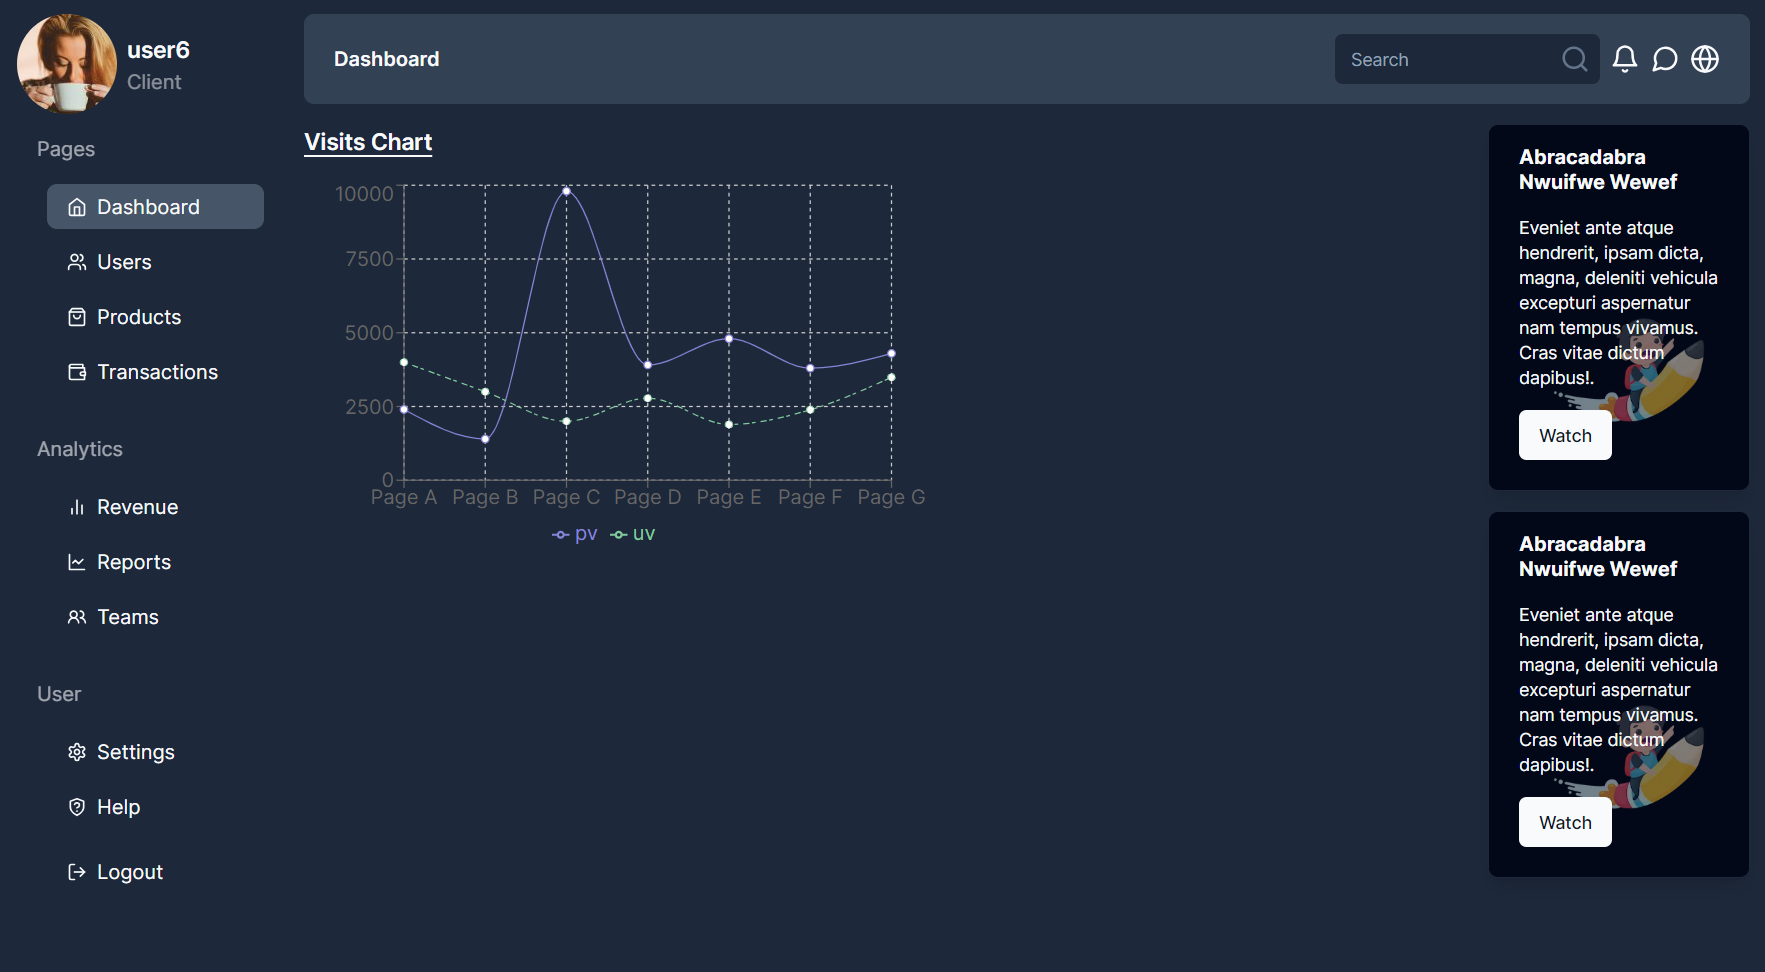 user6
Client
Pages
Dashboard
Users
Products
Transactions
Analytics
Revenue
Reports
Teams
User
Settings
Help
Logout
Dashboard
Search
Visits Chart
10000
7500
5000
2500
0
Page A Page B Page C Page D Page E Page F Page G
pv uv
Abracadabra
Nwuifwe Wewef
Eveniet ante atque
hendrerit, ipsam dicta,
magna, deleniti vehicula
excepturi aspernatur
nam tempus vivamus.
Cras vitae dictum
dapibus!.
Watch
Abracadabra
Nwuifwe Wewef
Eveniet ante atque
hendrerit, ipsam dicta,
magna, deleniti vehicula
excepturi aspernatur
nam tempus vivamus.
Cras vitae dictum
dapibus!.
Watch